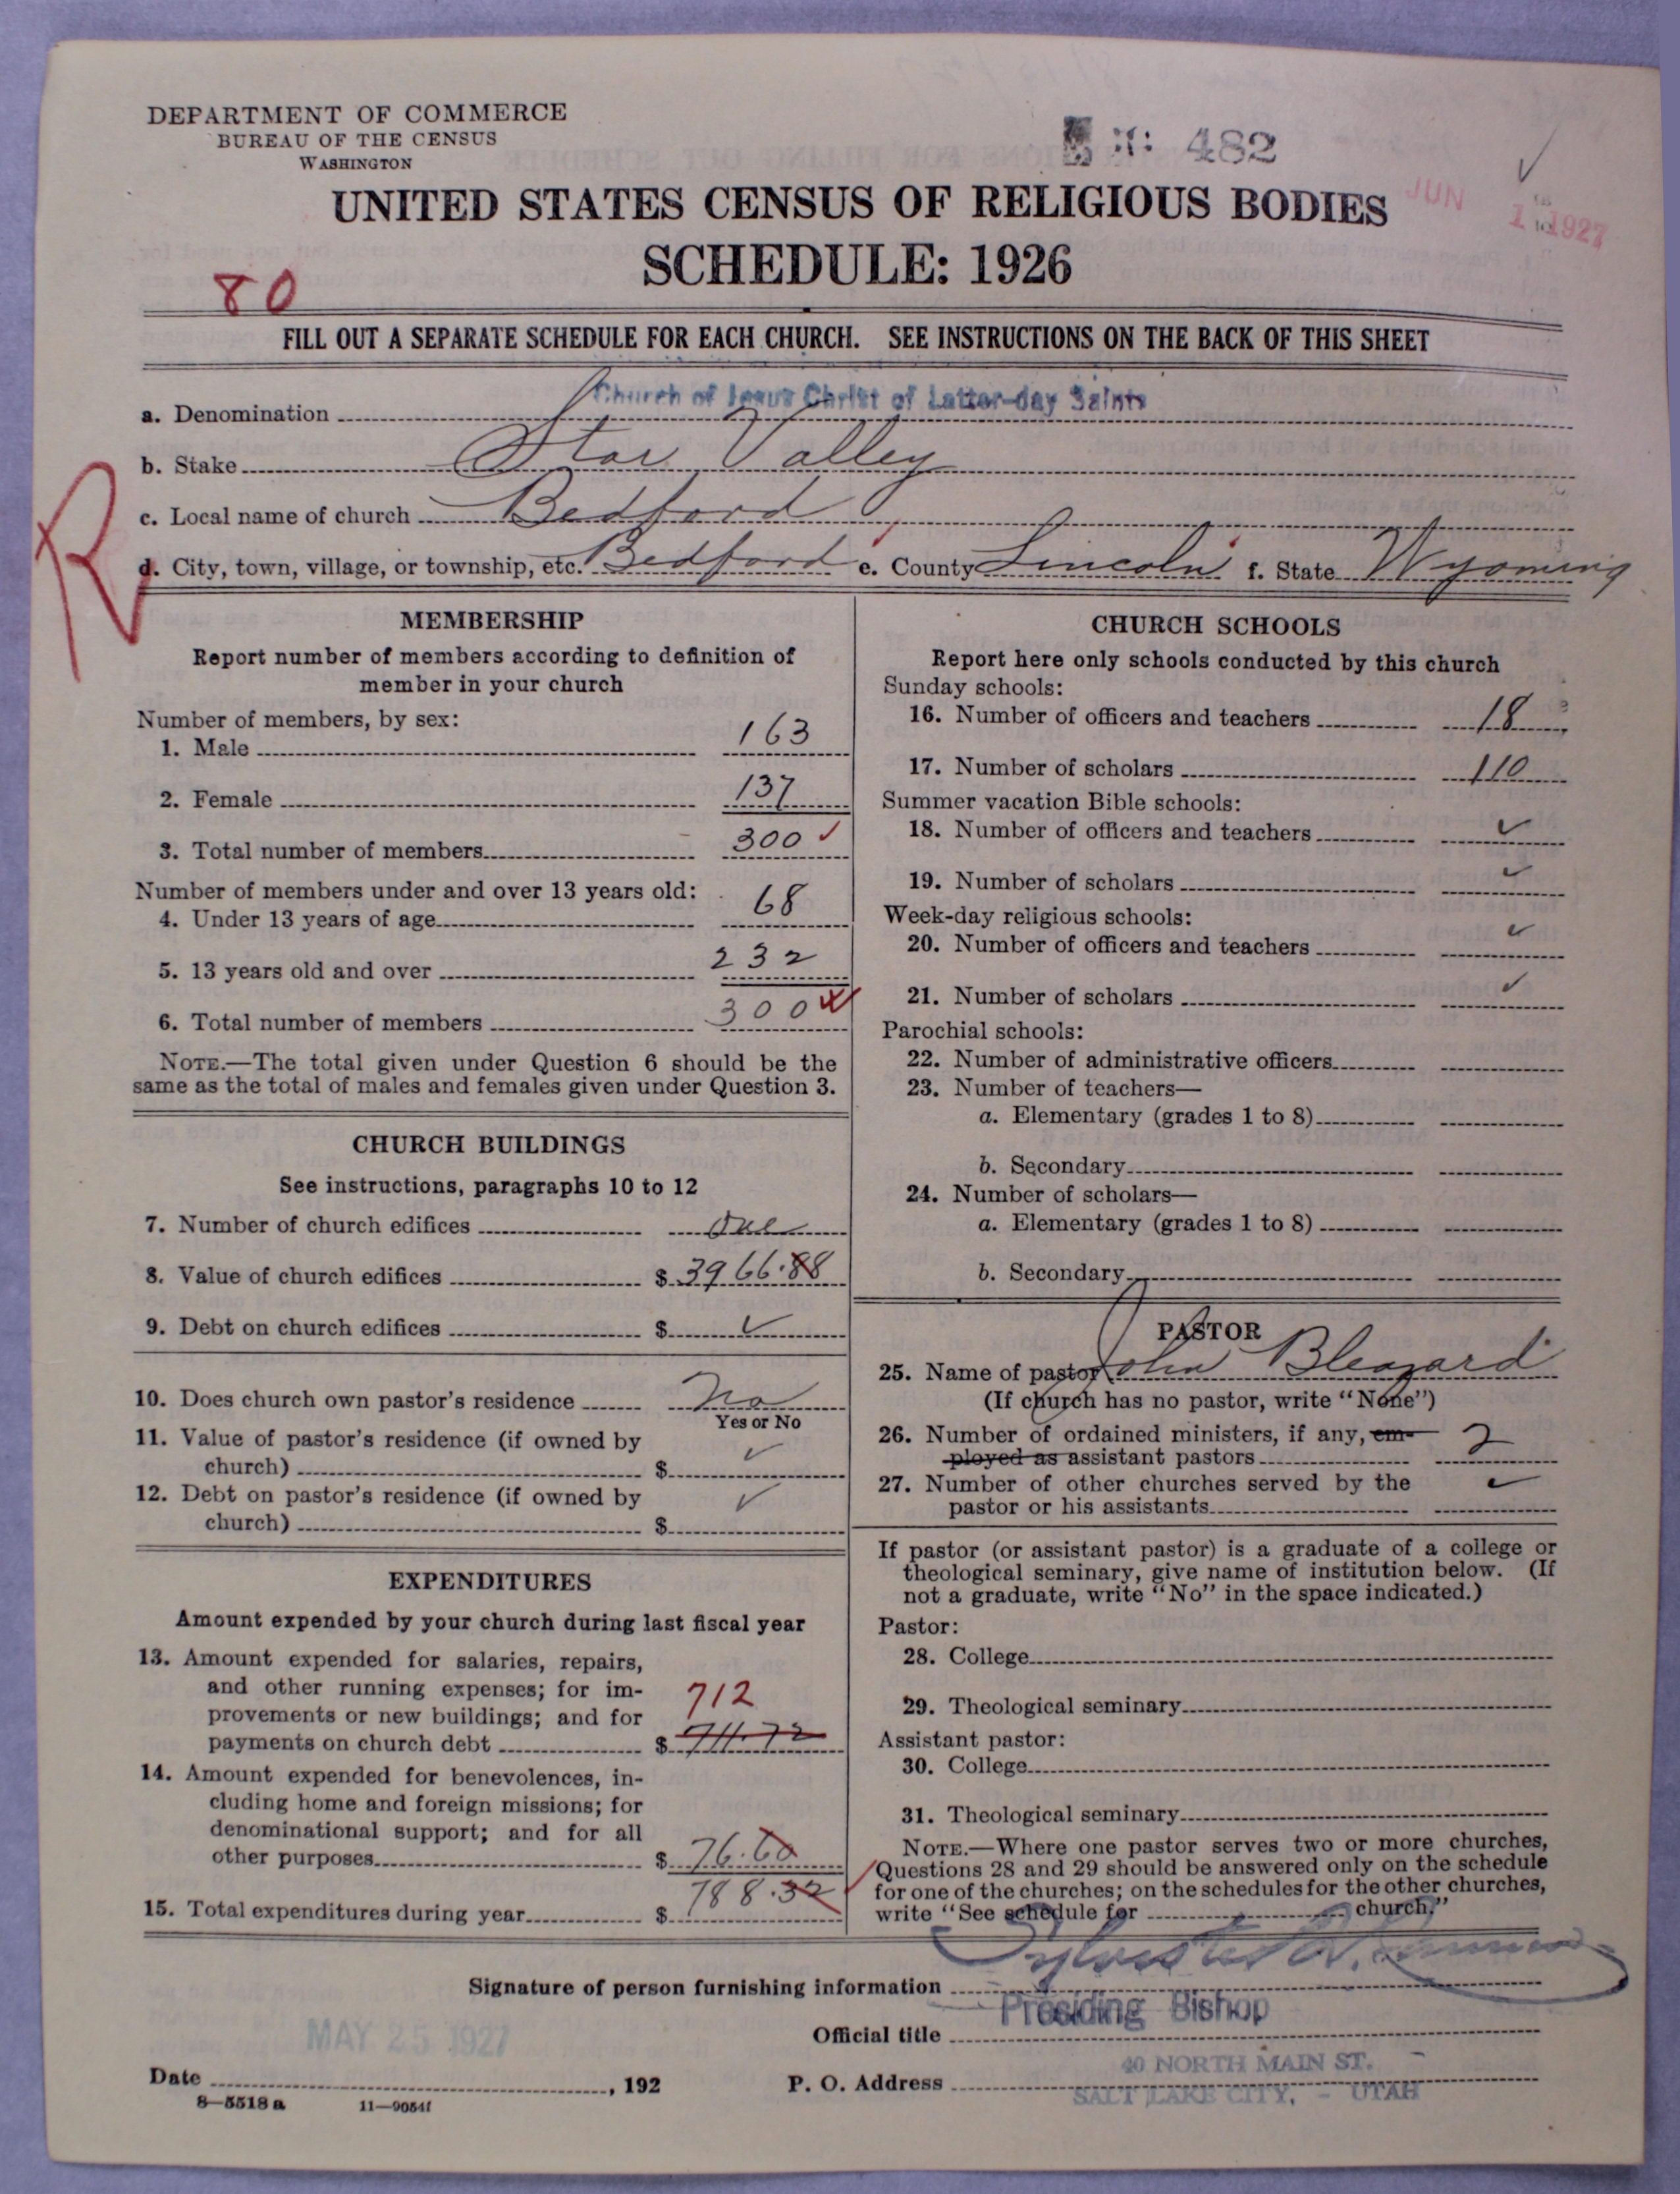 DEPARTMENT OF COMMERCE
BUREAU OF THE CENSUS
WASHINGTON
482
UNITED STATES CENSUS OF RELIGIOUS BODIES
JUN 1 1927
SCHEDULE: 1926
80
FILL OUT A SEPARATE SCHEDULE FOR EACH CHURCH. SEE INSTRUCTIONS ON THE BACK OF THIS SHEET
a. Denomination Church of Jesus Christ of Latter-day Saints
b. Stake Star Valley
c. Local name of church Bedford
R
d. City, town, village, or township, etc. Bedford e. County Lincoln f. State Wyoming
MEMBERSHIP
Report number of members according to definition of
member in your church
Number of members, by sex:
1. Male 163
2. Female 137
3. Total number of members 300 ✓
Number of members under and over 13 years old:
4. Under 13 years of age 68
5. 13 years old and over 232
6. Total number of members 300
NOTE.—The total given under Question 6 should be the
same as the total of males and females given under Question 3.
CHURCH BUILDINGS
See instructions, paragraphs 10 to 12
7. Number of church edifices One
8. Value of church edifices $ 3966.88
9. Debt on church edifices $ ✓
10. Does church own pastor's residence No
Yes or No
11. Value of pastor's residence (if owned by
church) $ ✓
12. Debt on pastor's residence (if owned by
church) $ ✓
EXPENDITURES
Amount expended by your church during last fiscal year
13. Amount expended for salaries, repairs,
and other running expenses; for im-
provements or new buildings; and for
712
payments on church debt $ 711.72
14. Amount expended for benevolences, in-
cluding home and foreign missions; for
denominational support; and for all
other purposes $ 76.60
15. Total expenditures during year $ 788.32
CHURCH SCHOOLS
Report here only schools conducted by this church
Sunday schools:
16. Number of officers and teachers 18
17. Number of scholars 110
Summer vacation Bible schools:
18. Number of officers and teachers ✓
19. Number of scholars ✓
Week-day religious schools:
20. Number of officers and teachers ✓
21. Number of scholars ✓
Parochial schools:
22. Number of administrative officers
23. Number of teachers—
a. Elementary (grades 1 to 8)
b. Secondary
24. Number of scholars—
a. Elementary (grades 1 to 8)
b. Secondary
PASTOR
25. Name of pastor John Bleazard
(If church has no pastor, write "None")
26. Number of ordained ministers, if any, em-
ployed as assistant pastors 2
27. Number of other churches served by the
pastor or his assistants ✓
If pastor (or assistant pastor) is a graduate of a college or
theological seminary, give name of institution below. (If
not a graduate, write "No" in the space indicated.)
Pastor:
28. College
29. Theological seminary
Assistant pastor:
30. College
31. Theological seminary
NOTE.—Where one pastor serves two or more churches,
Questions 28 and 29 should be answered only on the schedule
for one of the churches; on the schedules for the other churches,
write "See schedule for church."
Signature of person furnishing information Sylvester Q. Cannon
Official title Presiding Bishop
MAY 25 1927
Date , 192
P. O. Address 40 NORTH MAIN ST.
SALT LAKE CITY, - UTAH
8—5518 a 11—9054f